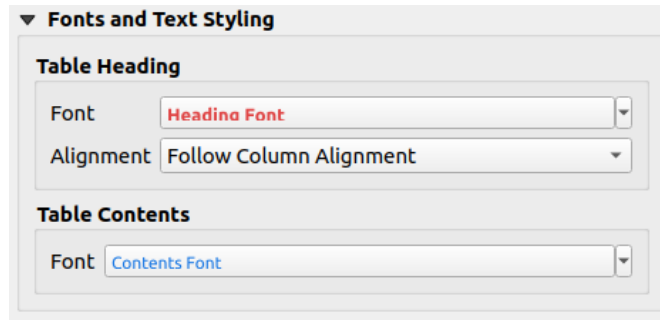 Fonts and Text Styling
Table Heading
Font Heading Font
Alignment Follow Column Alignment
Table Contents
Font Contents Font